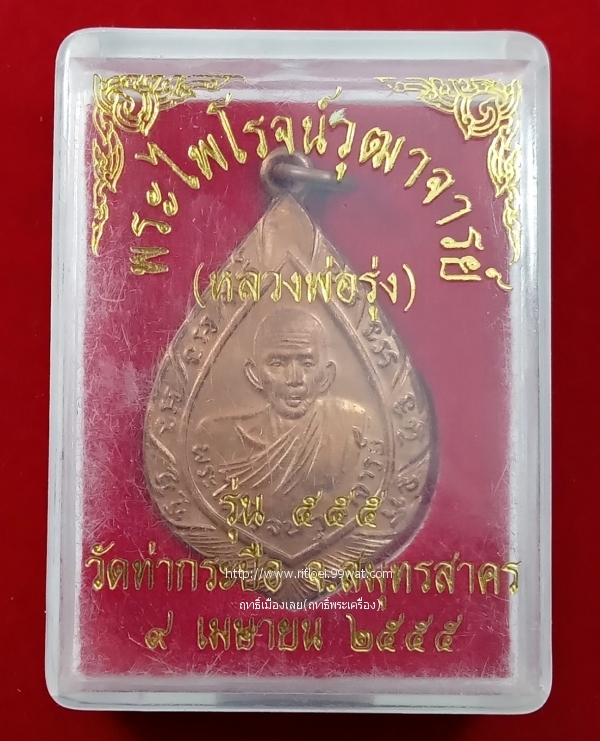 พระไพโรจน์วุฒาจารย์
(หลวงพ่อรุ่ง)
รุ่น ๕๕๕
วัดท่ากระบือ จ.สมุทรสาคร
http://www.ritloei.99wat.com
ฤทธิ์เมืองเลย(ฤทธิ์พระเครื่อง)
๙ เมษายน ๒๕๕๕